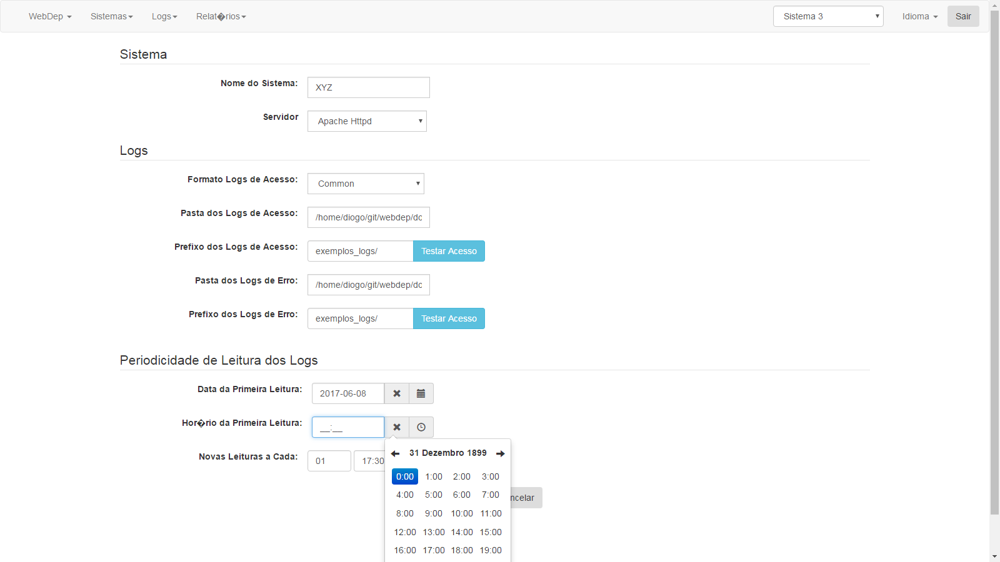 WebDep Sistemas Logs Relat�rios Sistema 3 Idioma Sair
Sistema
Nome do Sistema: XYZ
Servidor Apache Httpd
Logs
Formato Logs de Acesso: Common
Pasta dos Logs de Acesso: /home/diogo/git/webdep/dc
Prefixo dos Logs de Acesso: exemplos_logs/ Testar Acesso
Pasta dos Logs de Erro: /home/diogo/git/webdep/dc
Prefixo dos Logs de Erro: exemplos_logs/ Testar Acesso
Periodicidade de Leitura dos Logs
Data da Primeira Leitura: 2017-06-08
Hor�rio da Primeira Leitura: __:__
Novas Leituras a Cada: 01 17:30
31 Dezembro 1899
0:00 1:00 2:00 3:00
4:00 5:00 6:00 7:00
ncelar
8:00 9:00 10:00 11:00
12:00 13:00 14:00 15:00
16:00 17:00 18:00 19:00